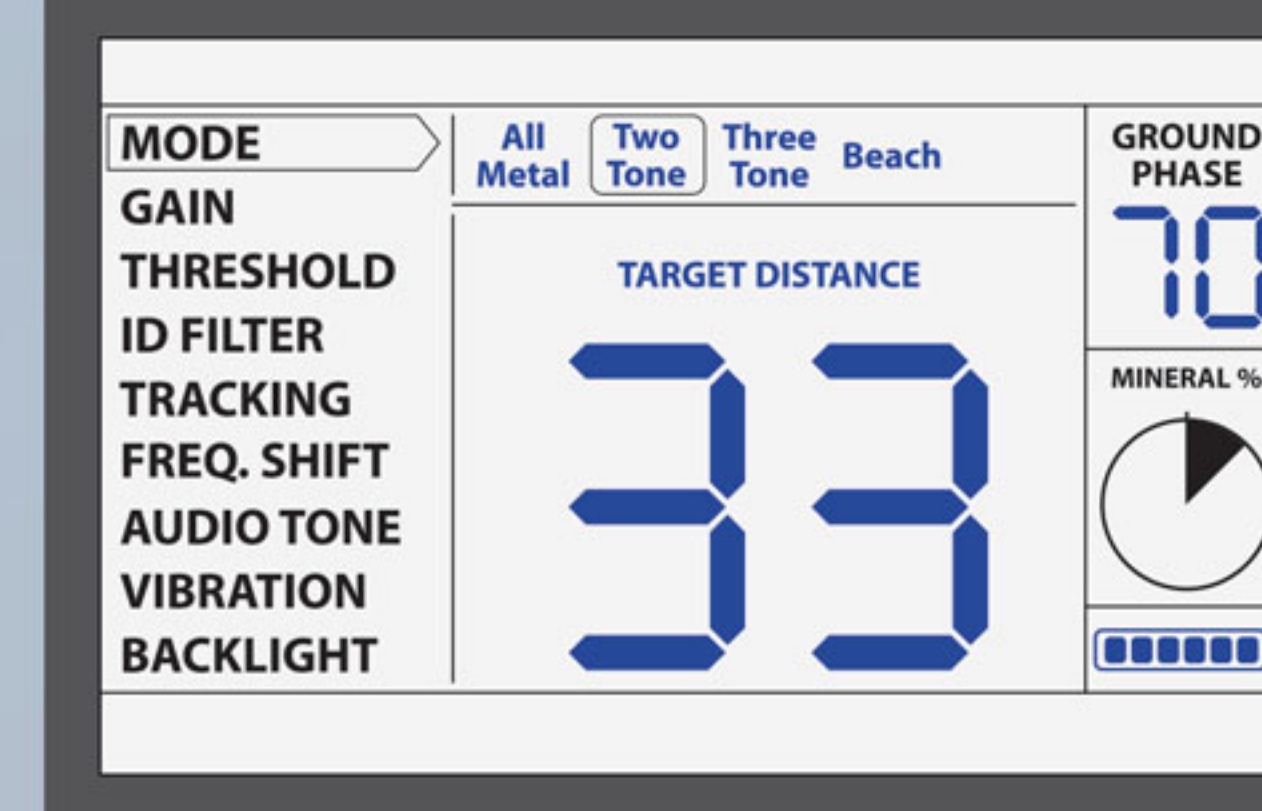 MODE
GAIN
THRESHOLD
ID FILTER
TRACKING
FREQ. SHIFT
AUDIO TONE
VIBRATION
BACKLIGHT
All
Metal
Two
Tone
Three
Tone
Beach
TARGET DISTANCE
33
GROUND
PHASE
70
MINERAL %